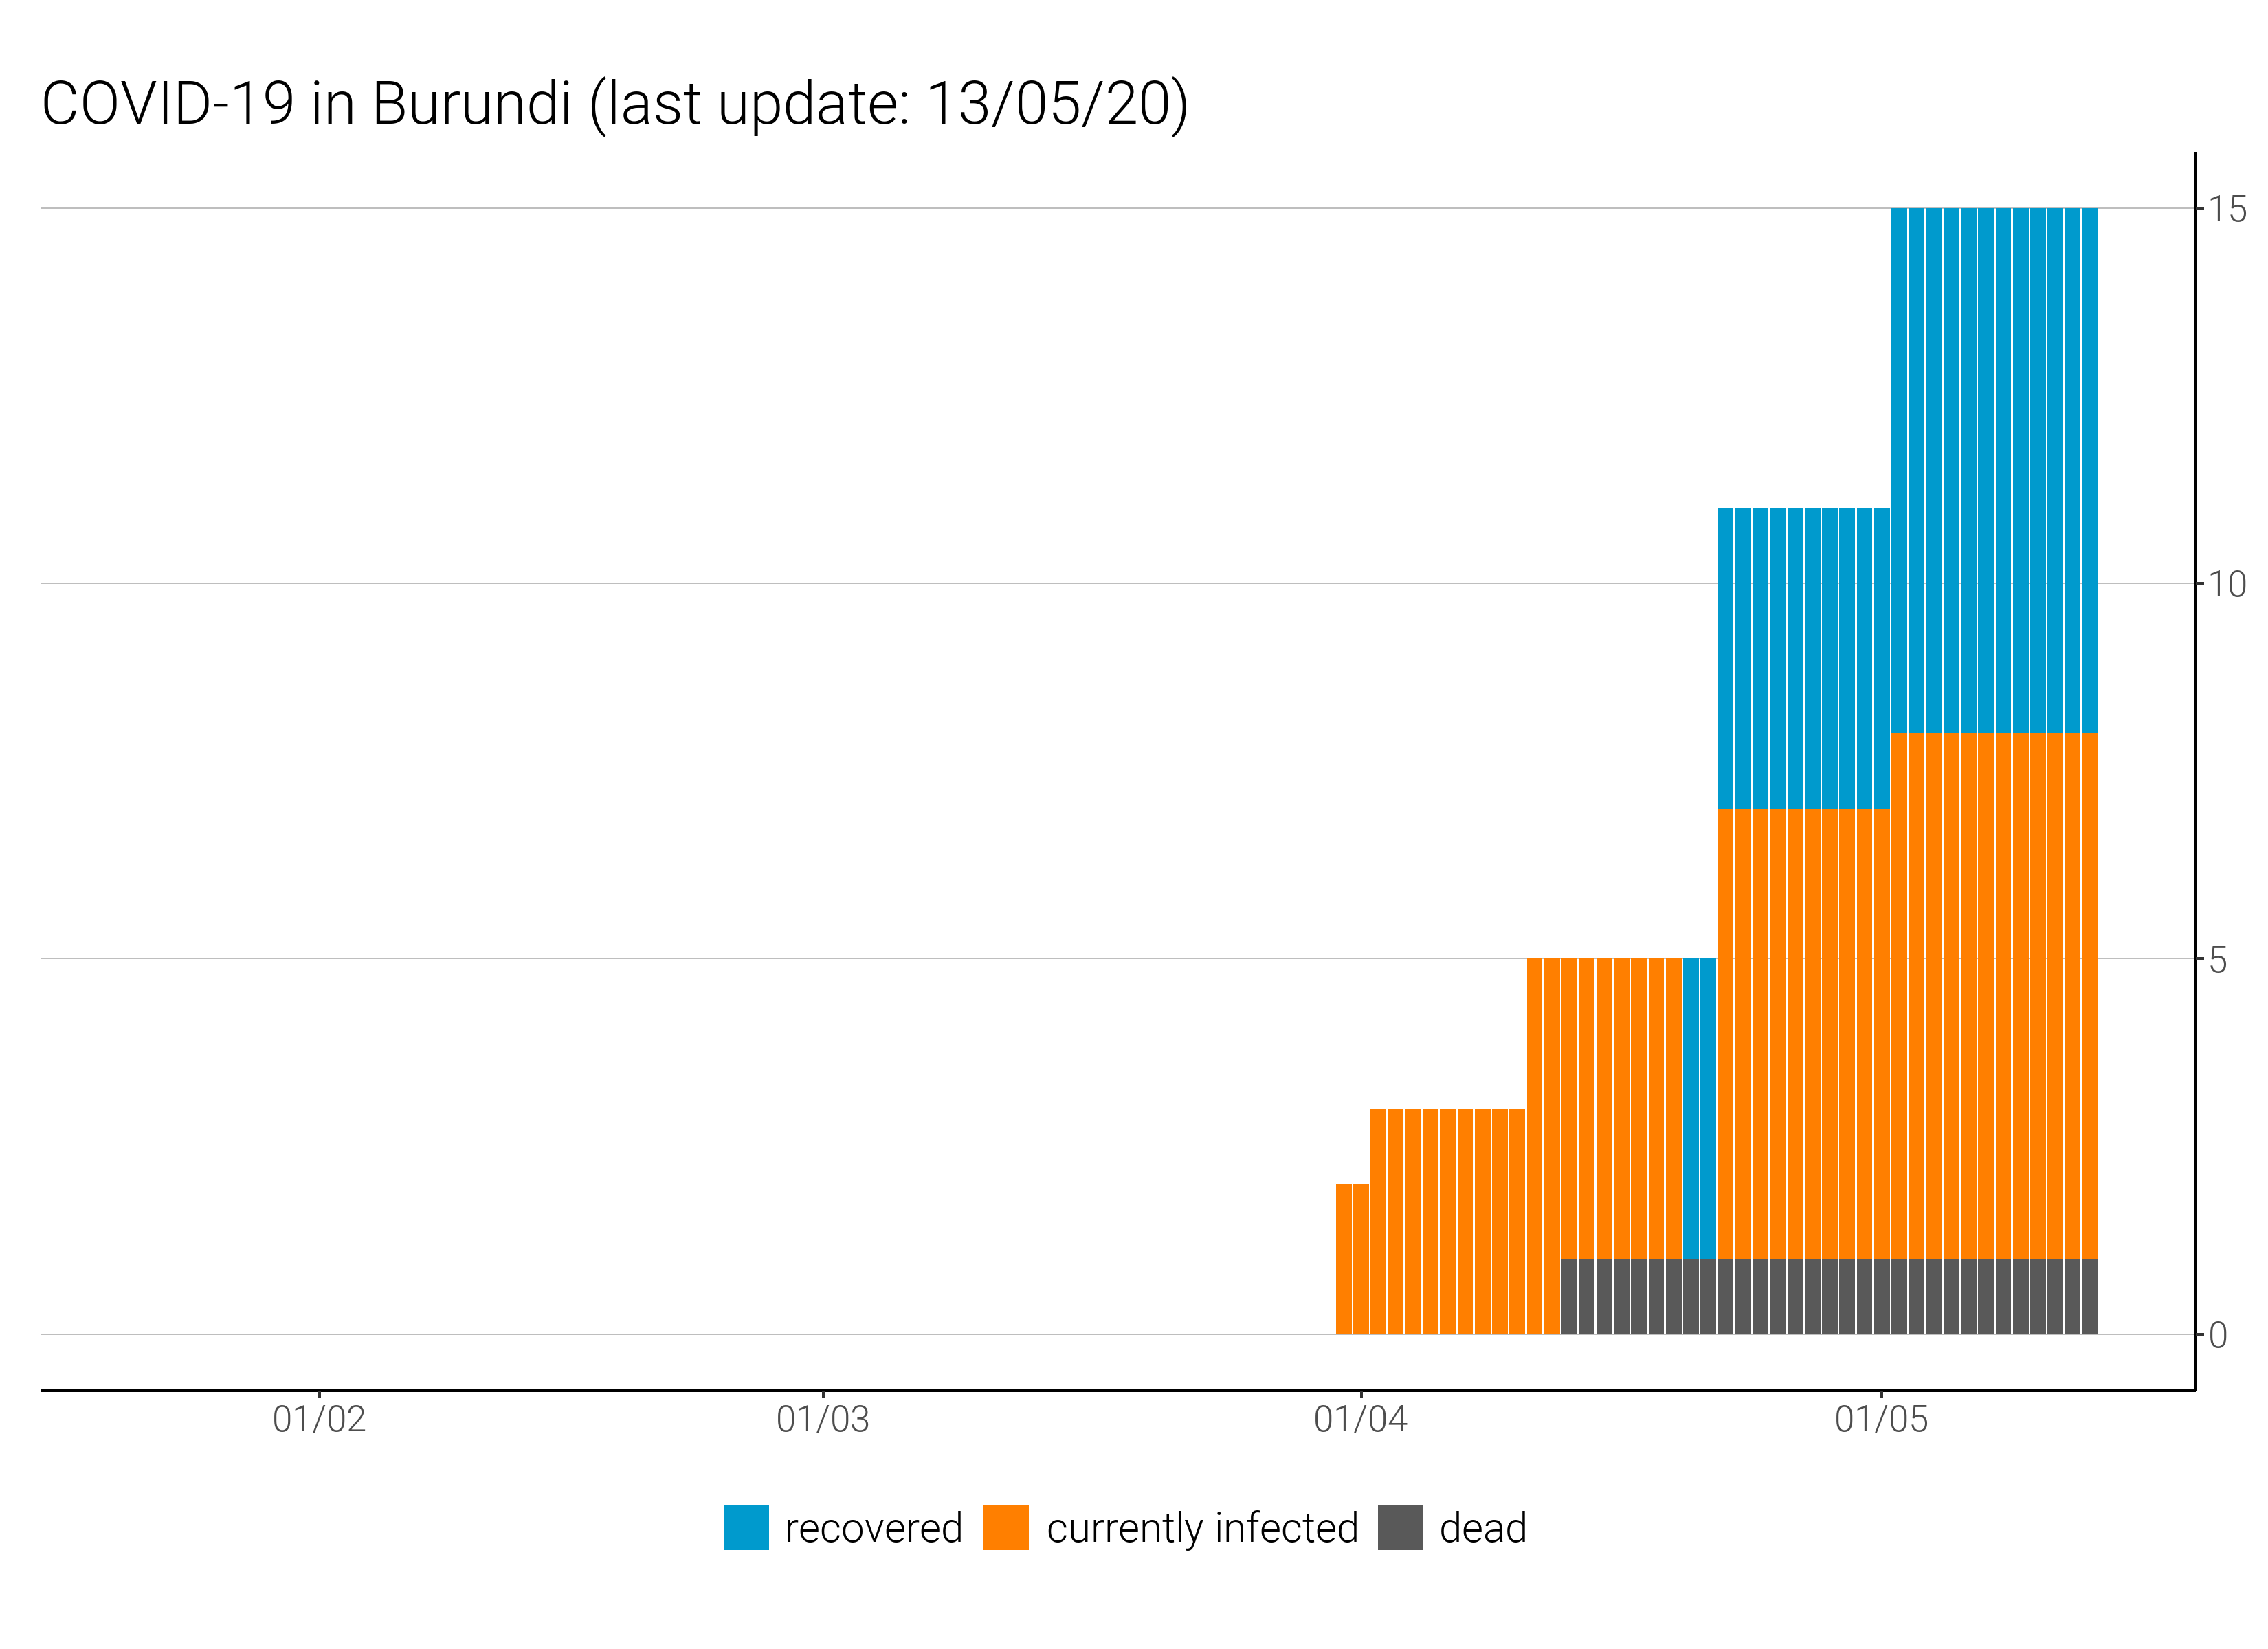 COVID-19 in Burundi (last update: 13/05/20)
15
10
5
0
01/02 01/03 01/04 01/05
recovered currently infected dead